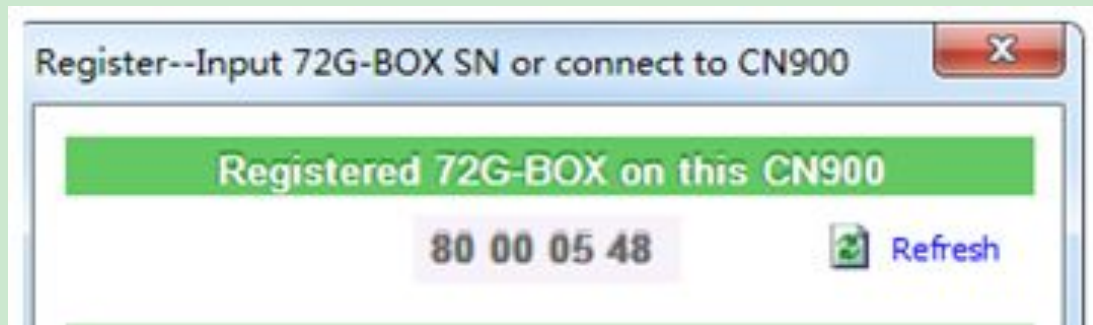 Register--Input 72G-BOX SN or connect to CN900
Registered 72G-BOX on this CN900
80 00 05 48 Refresh